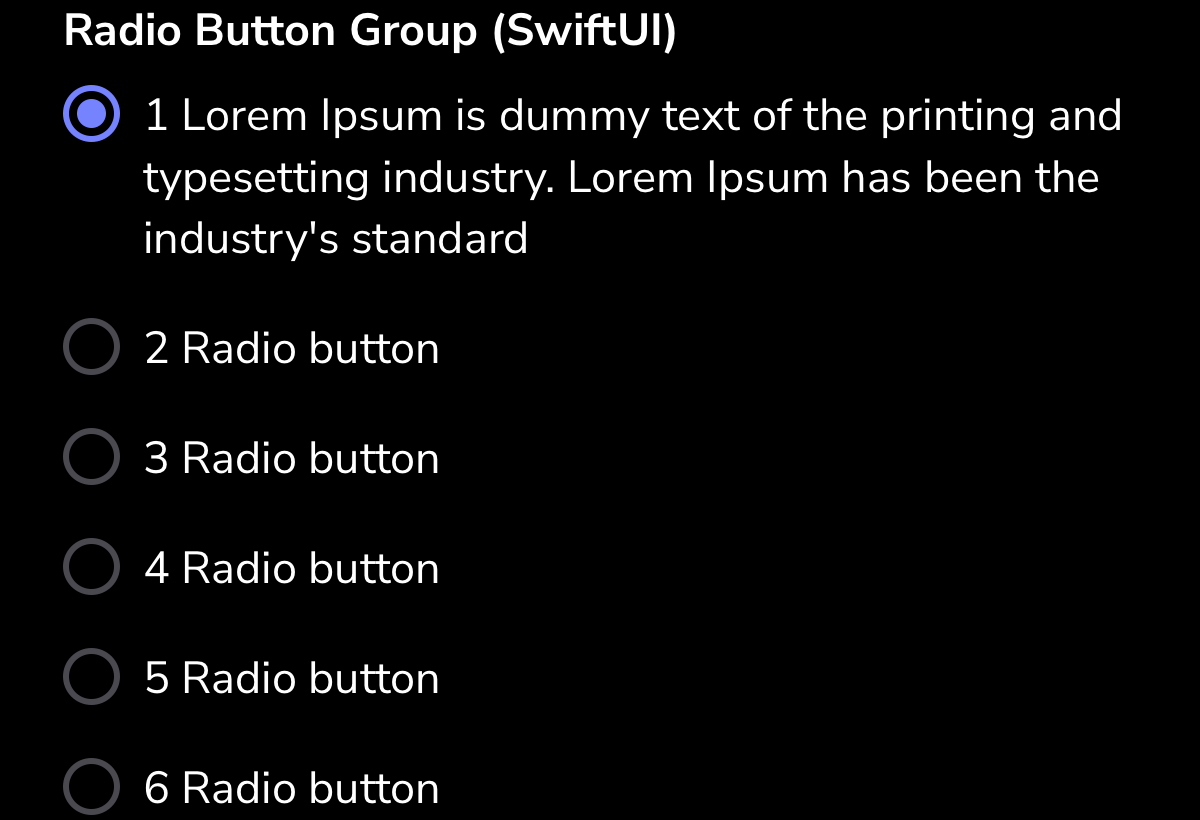 Radio Button Group (SwiftUI)
1 Lorem Ipsum is dummy text of the printing and
typesetting industry. Lorem Ipsum has been the
industry's standard
2 Radio button
3 Radio button
4 Radio button
5 Radio button
6 Radio button